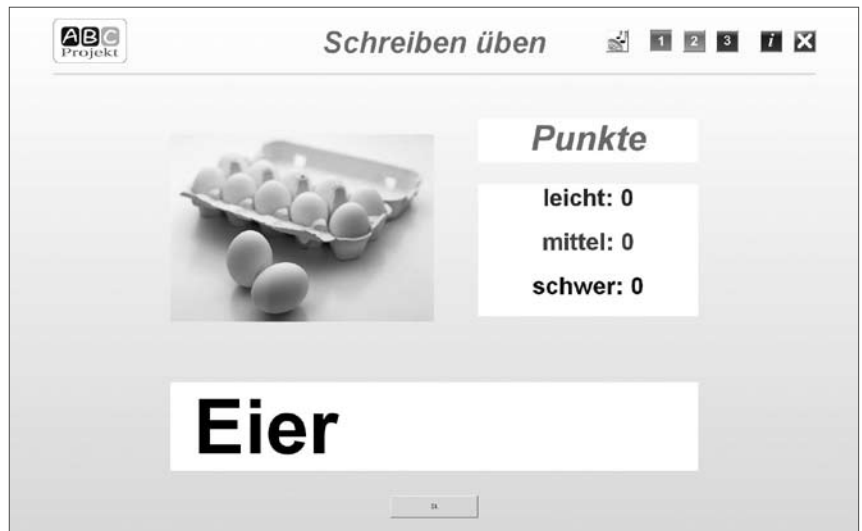 ABC
Projekt
Schreiben üben
1 2 3 i X
Punkte
leicht: 0
mittel: 0
schwer: 0
Eier